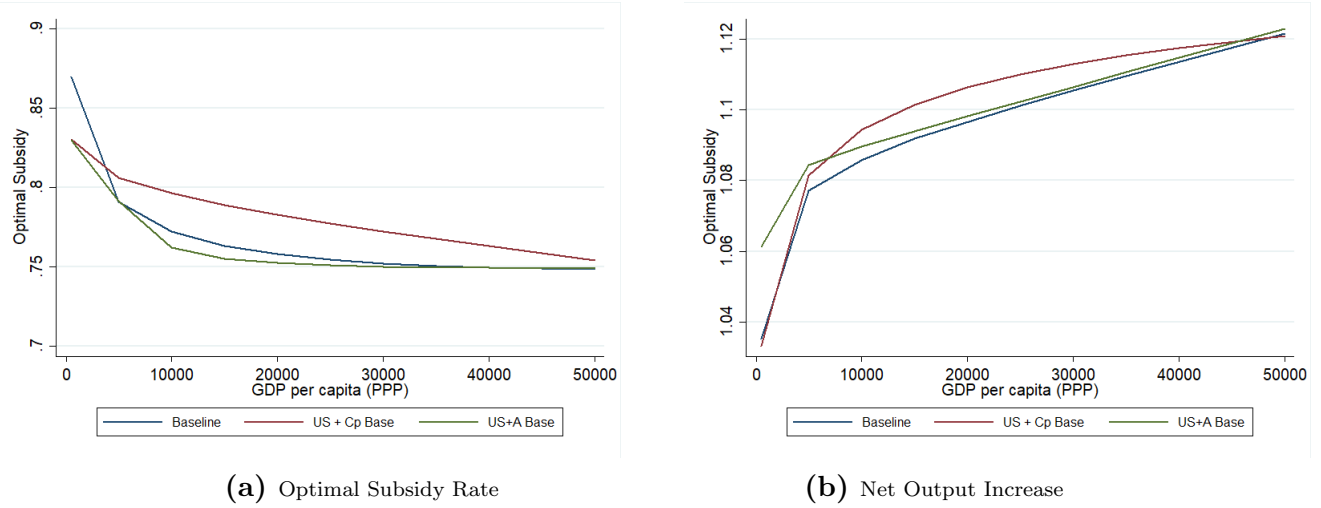 Optimal Subsidy
.9
.85
.8
.75
.7
0 10000 20000 30000 40000 50000
GDP per capita (PPP)
Baseline US + Cp Base US+A Base
(a) Optimal Subsidy Rate
Optimal Subsidy
1.12
1.1
1.08
1.06
1.04
0 10000 20000 30000 40000 50000
GDP per capita (PPP)
Baseline US + Cp Base US+A Base
(b) Net Output Increase